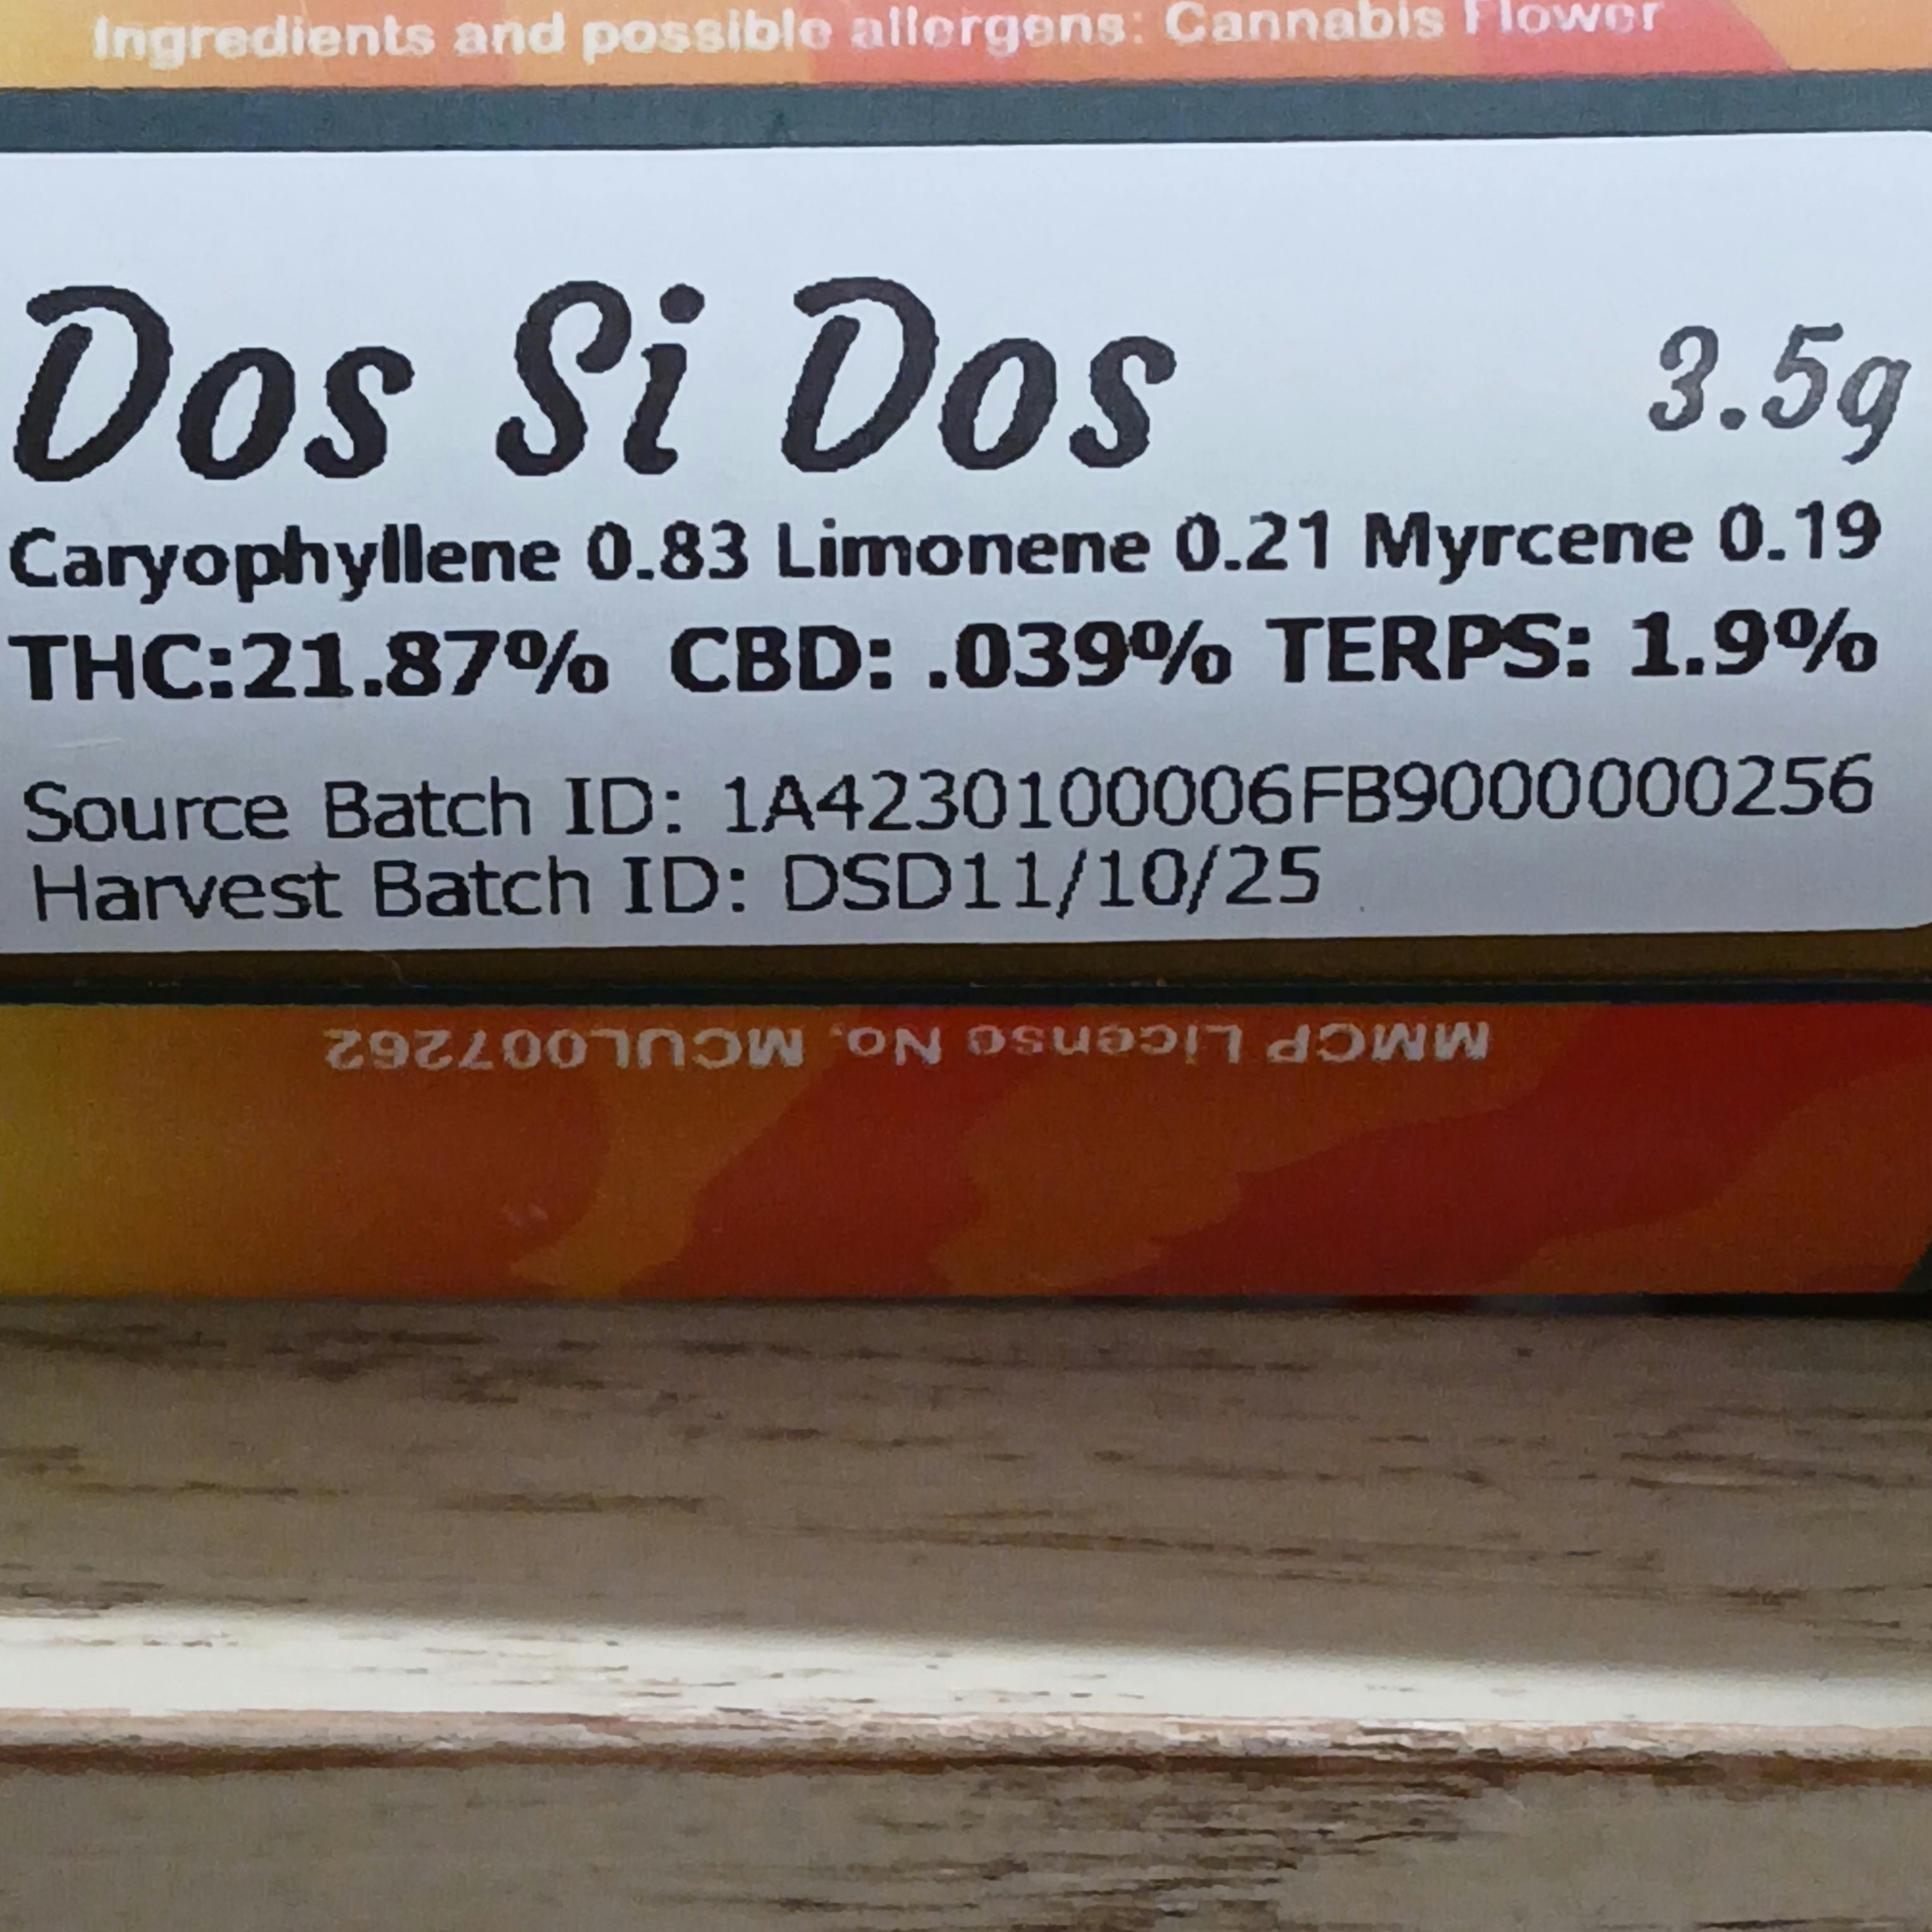 Ingredients and possible allergens: Cannabis Flower
Dos Si Dos 3.5g
Caryophyllene 0.83 Limonene 0.21 Myrcene 0.19
THC:21.87% CBD: .039% TERPS: 1.9%
Source Batch ID: 1A4230100006FB9000000256
Harvest Batch ID: DSD11/10/25
MMCP License No. MCUL007262